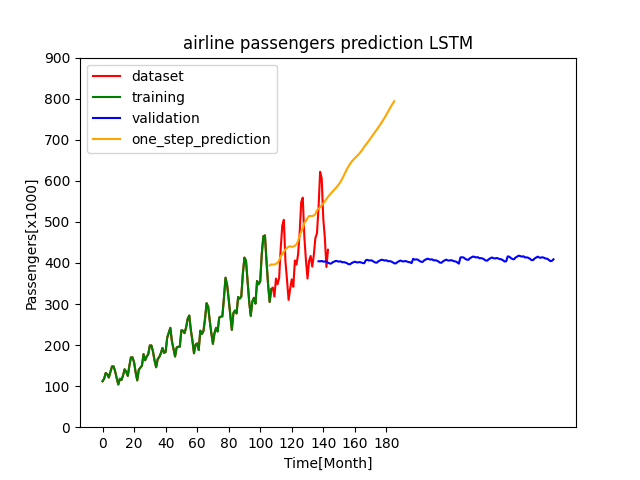 airline passengers prediction LSTM
900
800
700
600
500
400
300
200
100
0
Passengers[x1000]
dataset
training
validation
one_step_prediction
0 20 40 60 80 100 120 140 160 180
Time[Month]